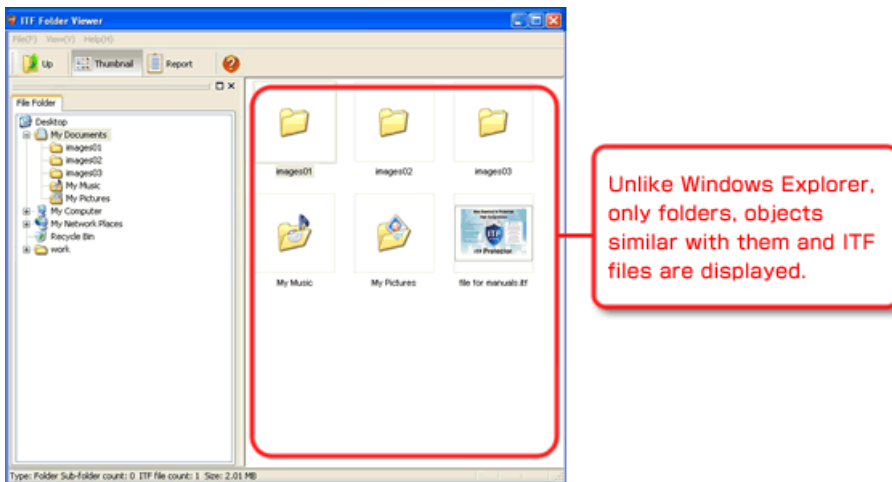 ITF Folder Viewer
File(F) View(V) Help(H)
Up Thumbnail Report
File Folder
Desktop
My Documents
images01
images02
images03
My Music
My Pictures
My Computer
My Network Places
Recycle Bin
work
images01 images02 images03
ITF
ITF Protector
My Music My Pictures file for manuals.itf
Unlike Windows Explorer,
only folders, objects
similar with them and ITF
files are displayed.
Type: Folder Sub-folder count: 0 ITF file count: 1 Size: 2.01 MB